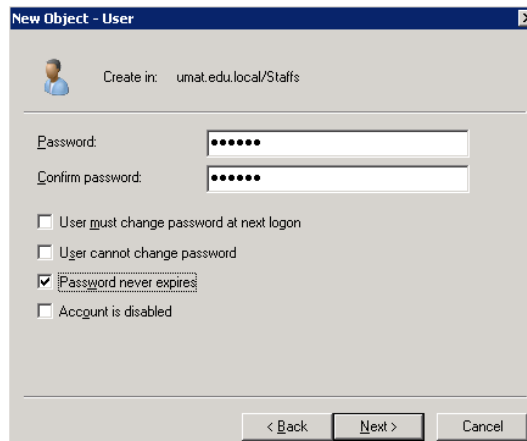 New Object - User
Create in: umat.edu.local/Staffs
Password: ●●●●●●
Confirm password: ●●●●●●
User must change password at next logon
User cannot change password
Password never expires
Account is disabled
< Back Next > Cancel